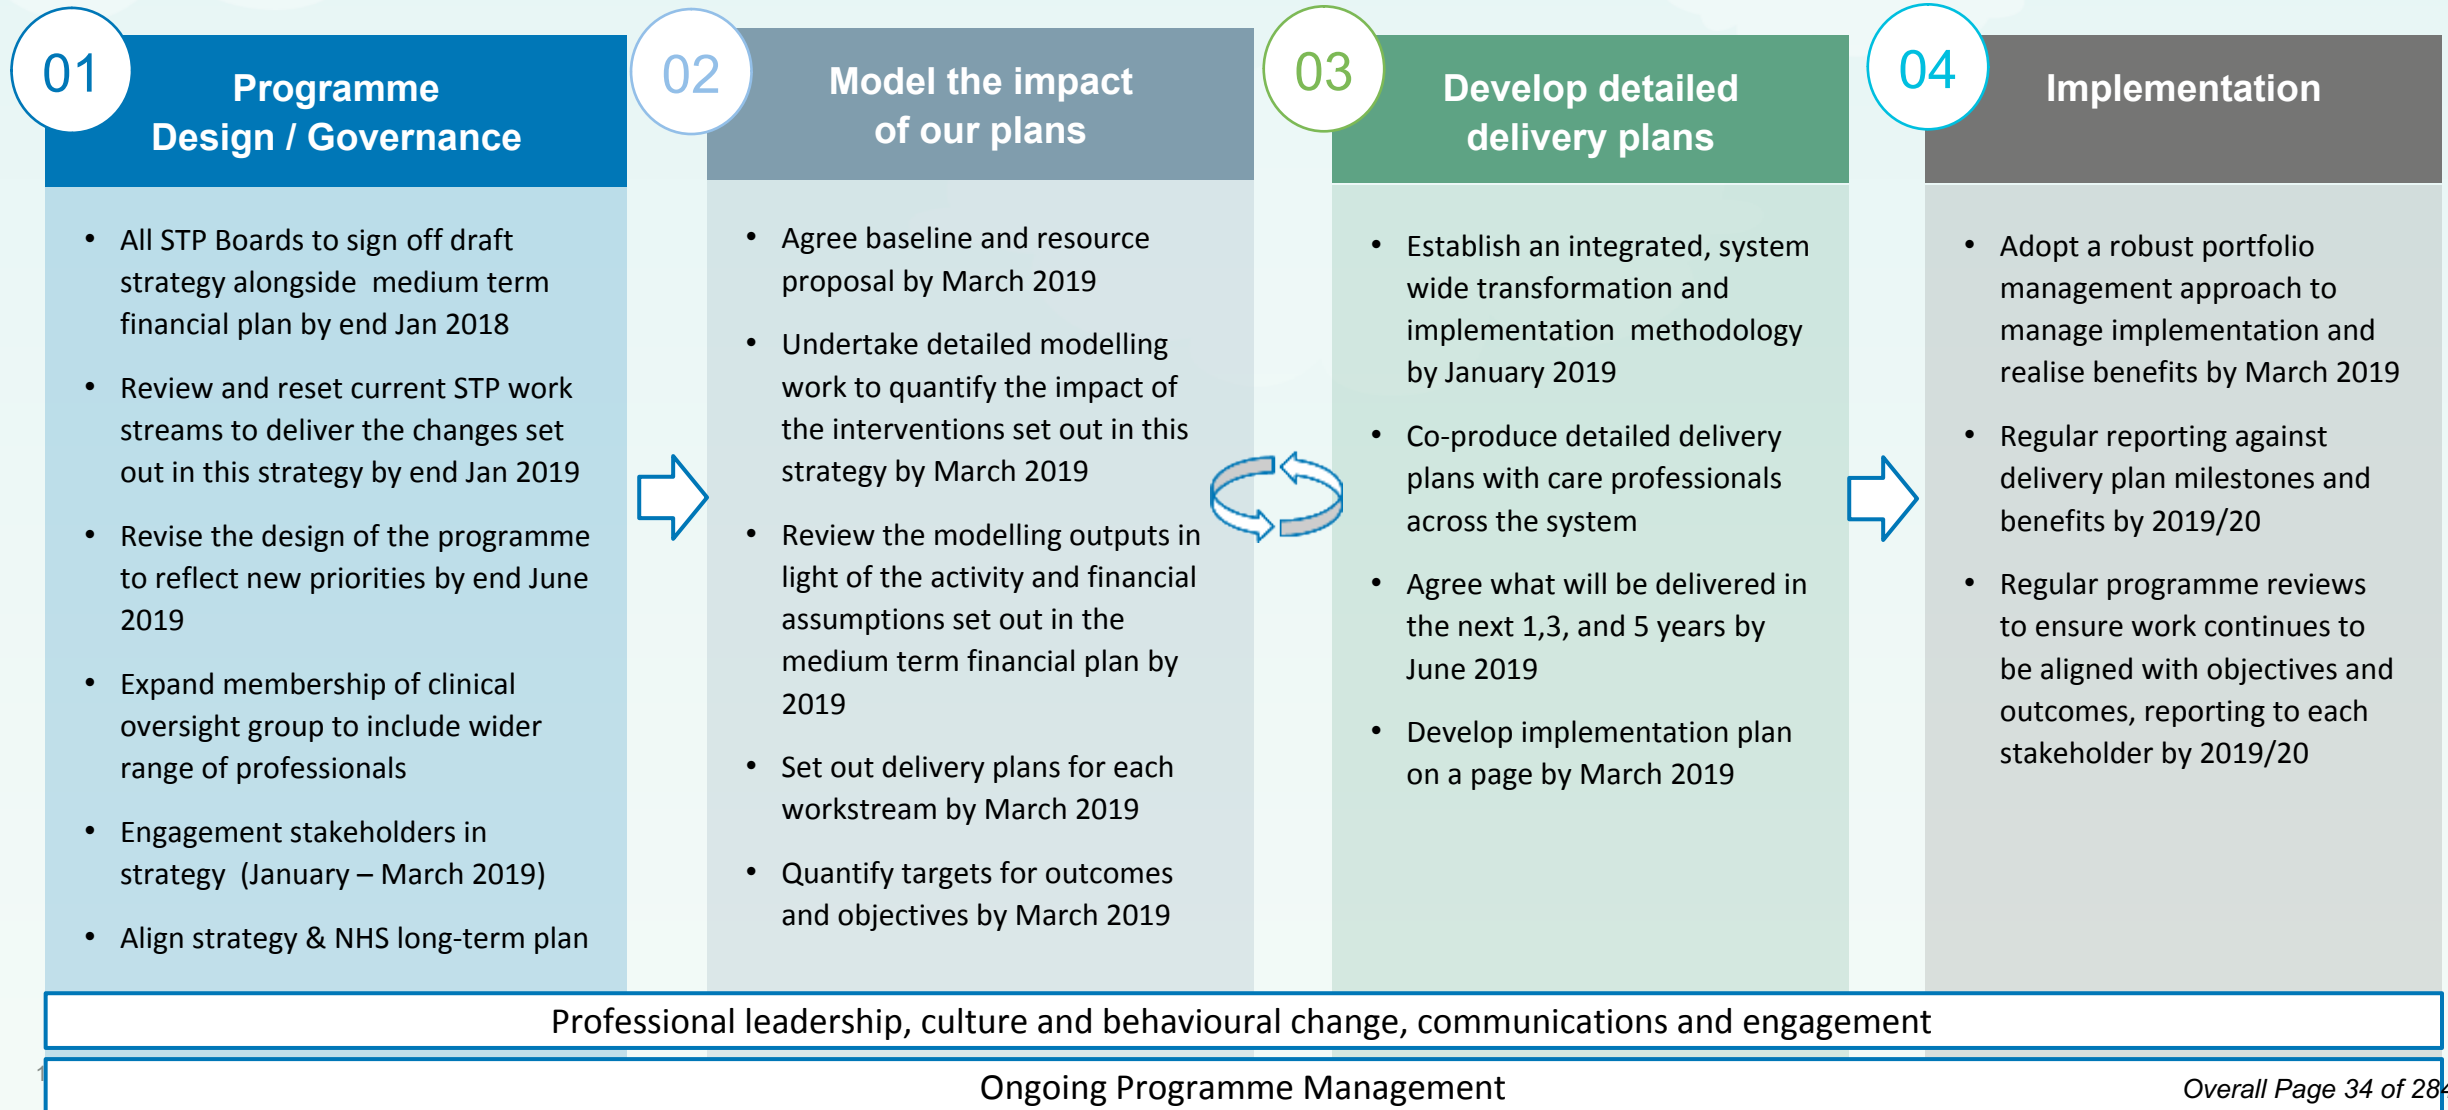 01
Programme
Design / Governance
• All STP Boards to sign off draft
strategy alongside  medium term
financial plan by end Jan 2018
• Review and reset current STP work
streams to deliver the changes set
out in this strategy by end Jan 2019
• Revise the design of the programme
to reflect new priorities by end June
2019
• Expand membership of clinical
oversight group to include wider
range of professionals
• Engagement stakeholders in
strategy  (January – March 2019)
• Align strategy & NHS long-term plan
02
Model the impact
of our plans
• Agree baseline and resource
proposal by March 2019
• Undertake detailed modelling
work to quantify the impact of
the interventions set out in this
strategy by March 2019
• Review the modelling outputs in
light of the activity and financial
assumptions set out in the
medium term financial plan by
2019
• Set out delivery plans for each
workstream by March 2019
• Quantify targets for outcomes
and objectives by March 2019
03
Develop detailed
delivery plans
• Establish an integrated, system
wide transformation and
implementation  methodology
by January 2019
• Co-produce detailed delivery
plans with care professionals
across the system
• Agree what will be delivered in
the next 1,3, and 5 years by
June 2019
• Develop implementation plan
on a page by March 2019
04
Implementation
• Adopt a robust portfolio
management approach to
manage implementation and
realise benefits by March 2019
• Regular reporting against
delivery plan milestones and
benefits by 2019/20
• Regular programme reviews
to ensure work continues to
be aligned with objectives and
outcomes, reporting to each
stakeholder by 2019/20
Professional leadership, culture and behavioural change, communications and engagement
Ongoing Programme Management
Overall Page 34 of 284